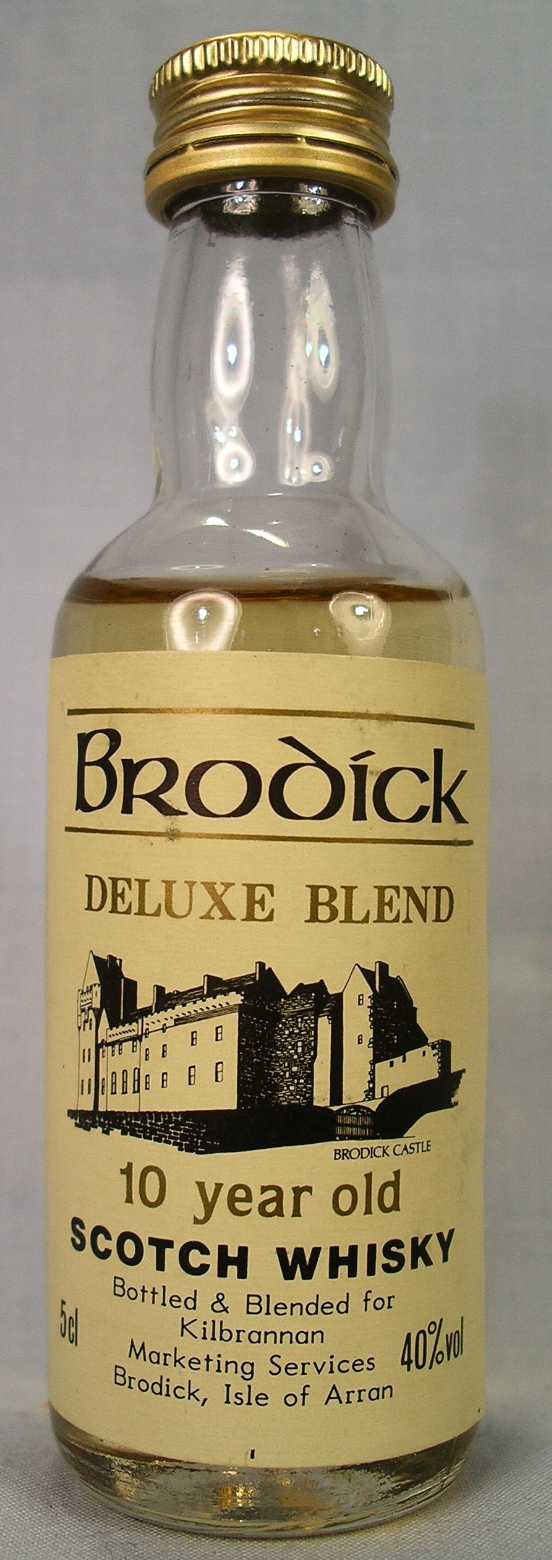 BRODÍCK
DELUXE BLEND
BRODICK CASTLE
10 year old
SCOTCH WHISKY
Bottled & Blended for
Kilbrannan
5cl
Marketing Services
40%vol
Brodick, Isle of Arran